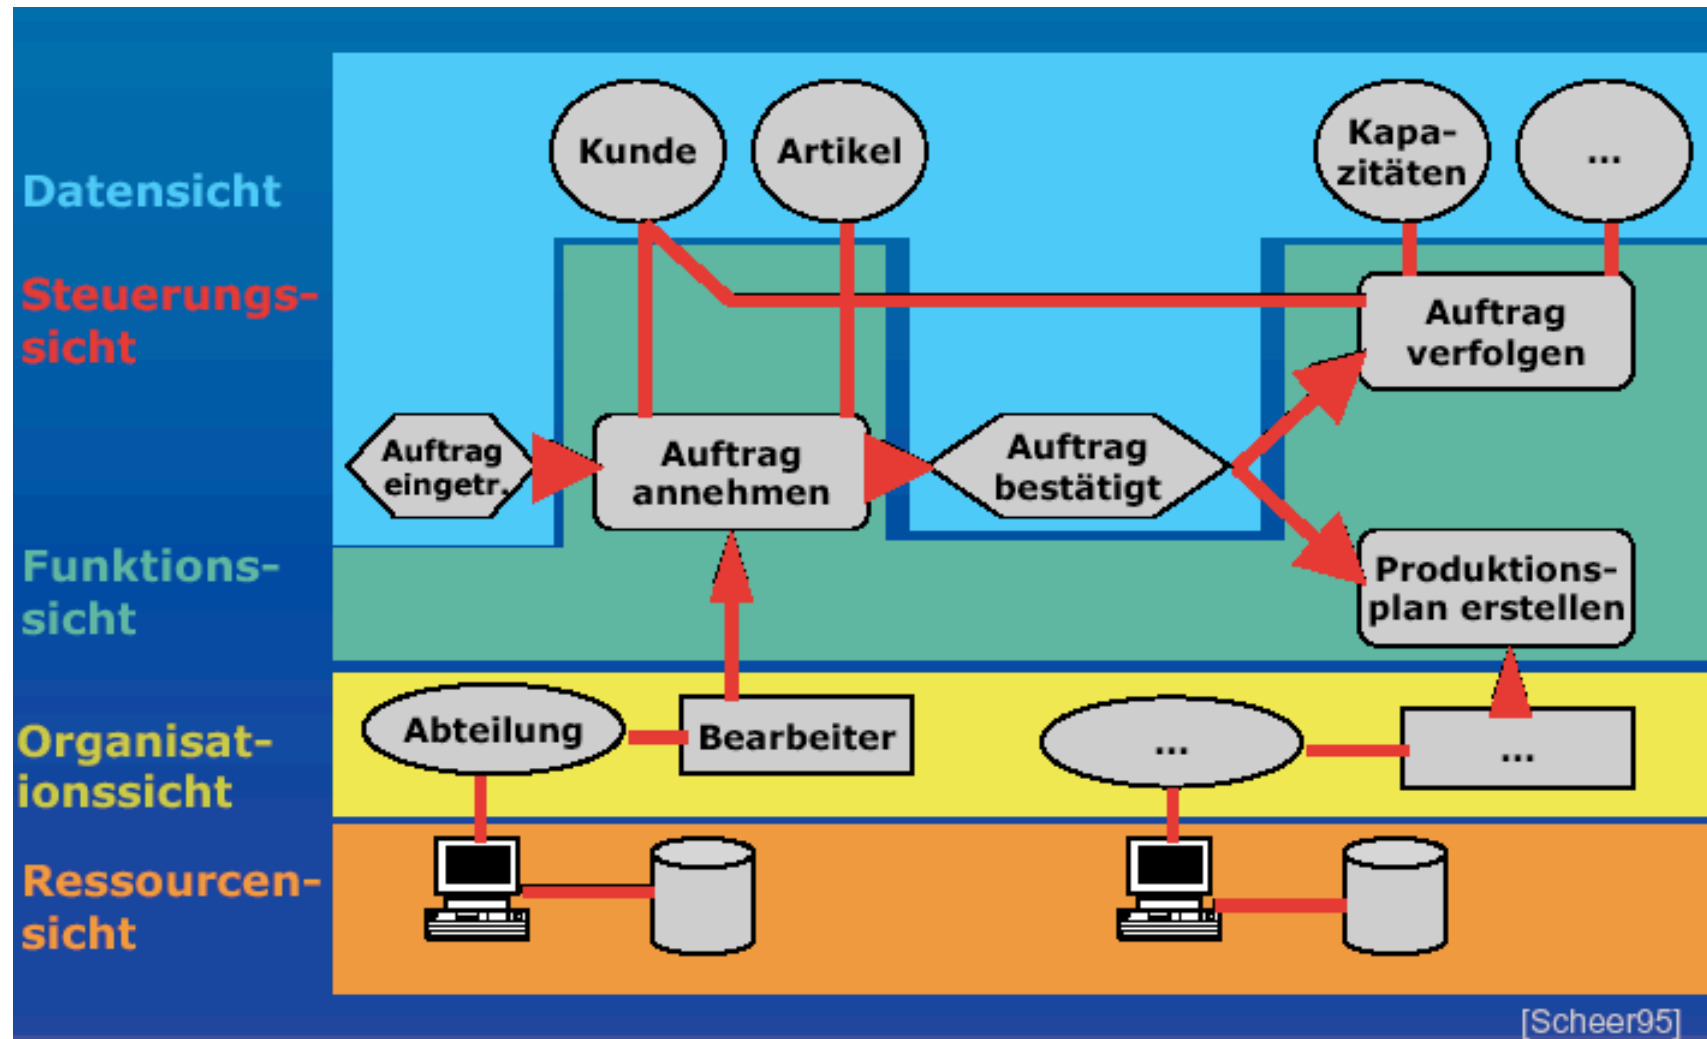 Datensicht
Steuerungs-
sicht
Funktions-
sicht
Organisat-
ionssicht
Ressourcen-
sicht
Kunde
Artikel
Kapa-
zitäten
...
Auftrag
verfolgen
Auftrag
eingetr.
Auftrag
annehmen
Auftrag
bestätigt
Produktions-
plan erstellen
Abteilung
Bearbeiter
...
...
[Scheer95]